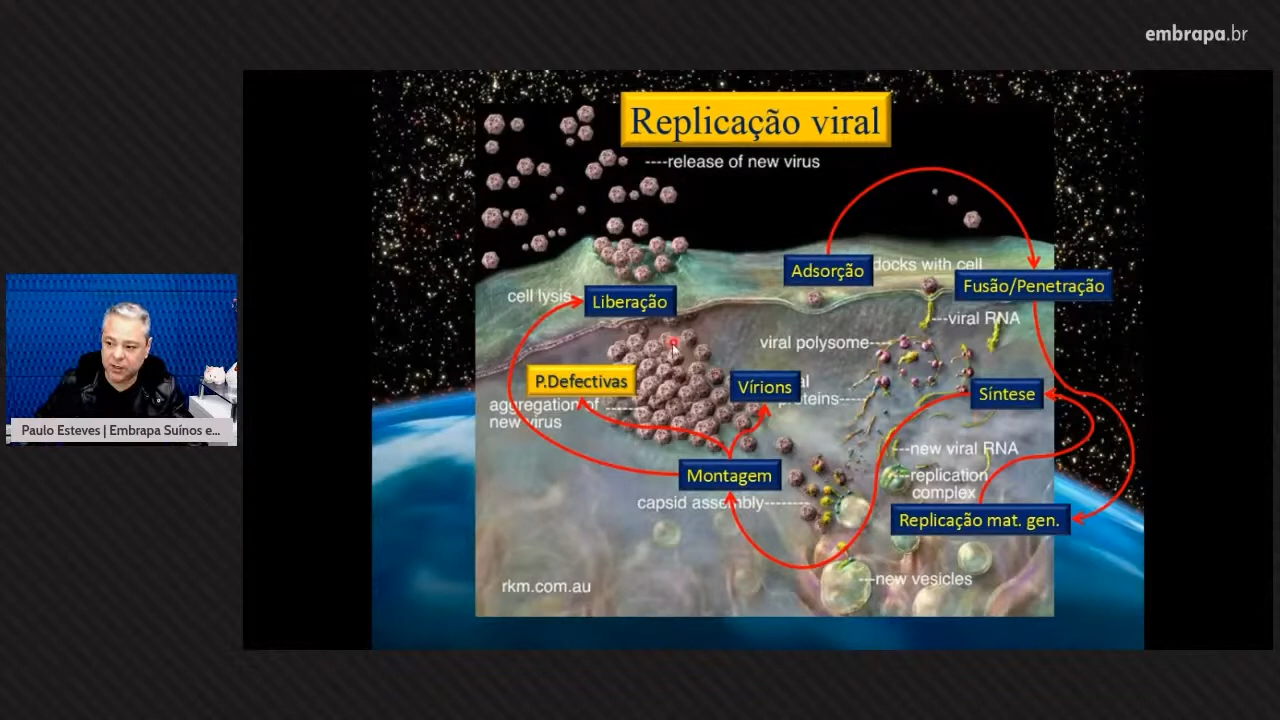 embrapa.br
Replicação viral
----release of new virus
Adsorção
docks with cell
Fusão/Penetração
cell lysis
Liberação
---viral RNA
viral polysome---
P.Defectivas
Vírions
Síntese
aggregation of ------
new virus
---new viral RNA
Montagem
--replication
complex
capsid assembly-------
Replicação mat. gen.
---new vesicles
rkm.com.au
Paulo Esteves | Embrapa Suínos e...